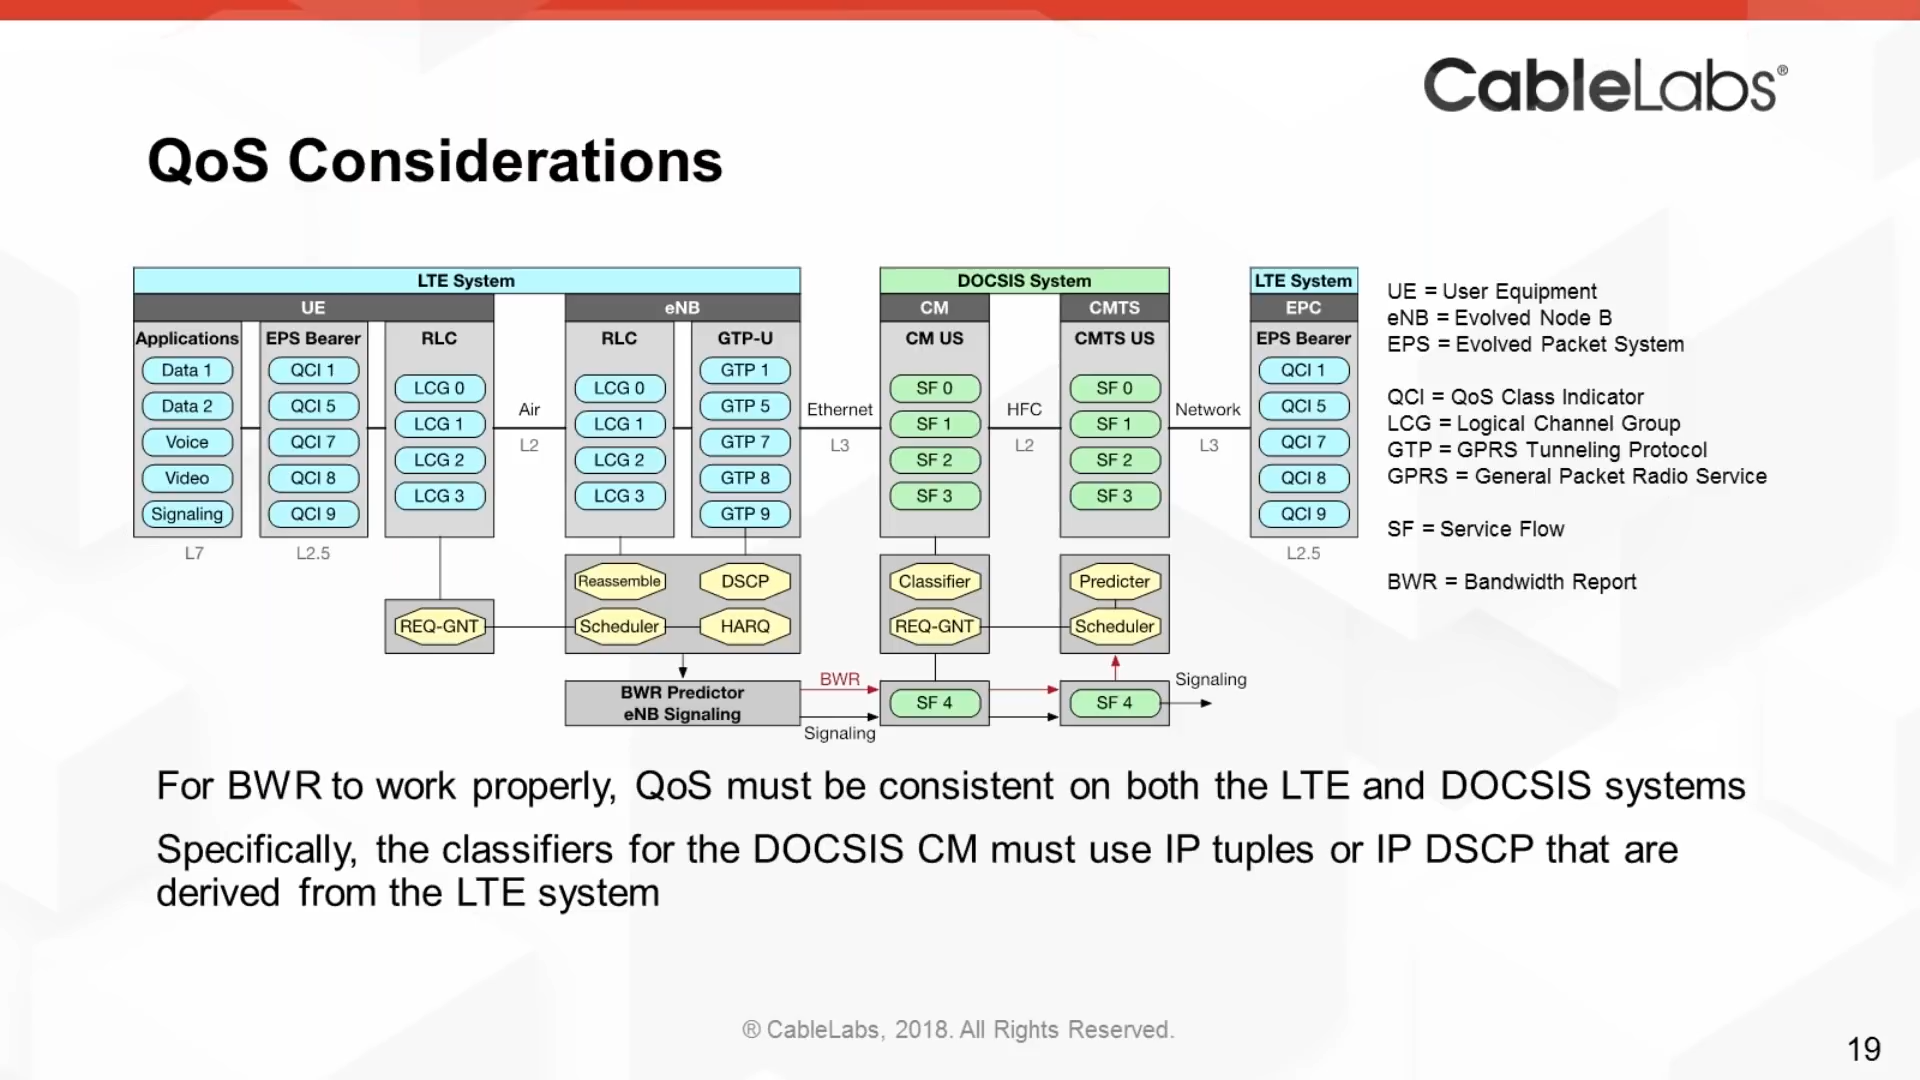 CableLabs®
QoS Considerations
LTE System
DOCSIS System
LTE System
UE
eNB
CM
CMTS
EPC
Applications
EPS Bearer
RLC
RLC
GTP-U
CM US
CMTS US
EPS Bearer
Data 1
Data 2
Voice
Video
Signaling
L7
QCI 1
QCI 5
QCI 7
QCI 8
QCI 9
L2.5
LCG 0
LCG 1
LCG 2
LCG 3
Air
L2
LCG 0
LCG 1
LCG 2
LCG 3
GTP 1
GTP 5
GTP 7
GTP 8
GTP 9
Ethernet
L3
SF 0
SF 1
SF 2
SF 3
HFC
L2
SF 0
SF 1
SF 2
SF 3
Network
L3
QCI 1
QCI 5
QCI 7
QCI 8
QCI 9
L2.5
REQ-GNT
Reassemble
DSCP
Scheduler
HARQ
Classifier
REQ-GNT
Predicter
Scheduler
BWR Predictor
eNB Signaling
BWR
Signaling
SF 4
SF 4
Signaling
UE = User Equipment
eNB = Evolved Node B
EPS = Evolved Packet System
QCI = QoS Class Indicator
LCG = Logical Channel Group
GTP = GPRS Tunneling Protocol
GPRS = General Packet Radio Service
SF = Service Flow
BWR = Bandwidth Report
For BWR to work properly, QoS must be consistent on both the LTE and DOCSIS systems
Specifically, the classifiers for the DOCSIS CM must use IP tuples or IP DSCP that are
derived from the LTE system
® CableLabs, 2018. All Rights Reserved.
19